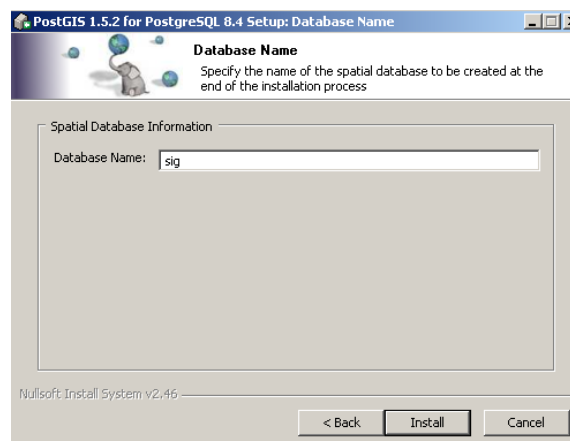 PostGIS 1.5.2 for PostgreSQL 8.4 Setup: Database Name
Database Name
Specify the name of the spatial database to be created at the
end of the installation process
Spatial Database Information
Database Name: sig
Nullsoft Install System v2.46
< Back Install Cancel